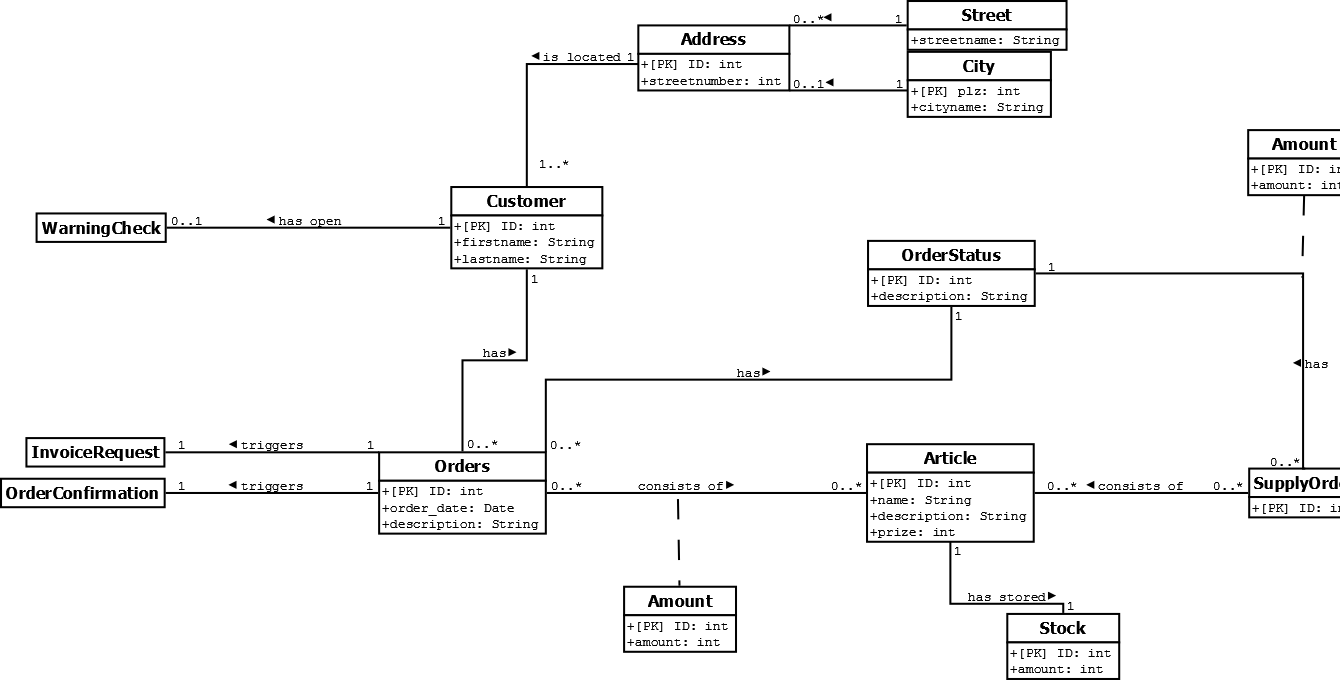 0..*◄ 1
Street
+streetname: String
Address
+[PK] ID: int
+streetnumber: int
◄is located 1
City
+[PK] plz: int
+cityname: String
0..1◄ 1
Amount
+[PK] ID:
+amount:
1..*
Customer
+[PK] ID: int
+firstname: String
+lastname: String
WarningCheck
0..1 ◄has open 1
OrderStatus
+[PK] ID: int
+description: String
1
1
1
has►
has►
◄has
0..*
InvoiceRequest
1 ◄triggers 1
0..* 0..*
OrderConfirmation
1 ◄triggers 1
Orders
+[PK] ID: int
+order_date: Date
+description: String
0..* consists of► 0..*
Article
+[PK] ID: int
+name: String
+description: String
+prize: int
0..* ◄consists of 0..*
+[PK] ID:
1
has stored►
1
Amount
+[PK] ID: int
+amount: int
Stock
+[PK] ID: int
+amount: int